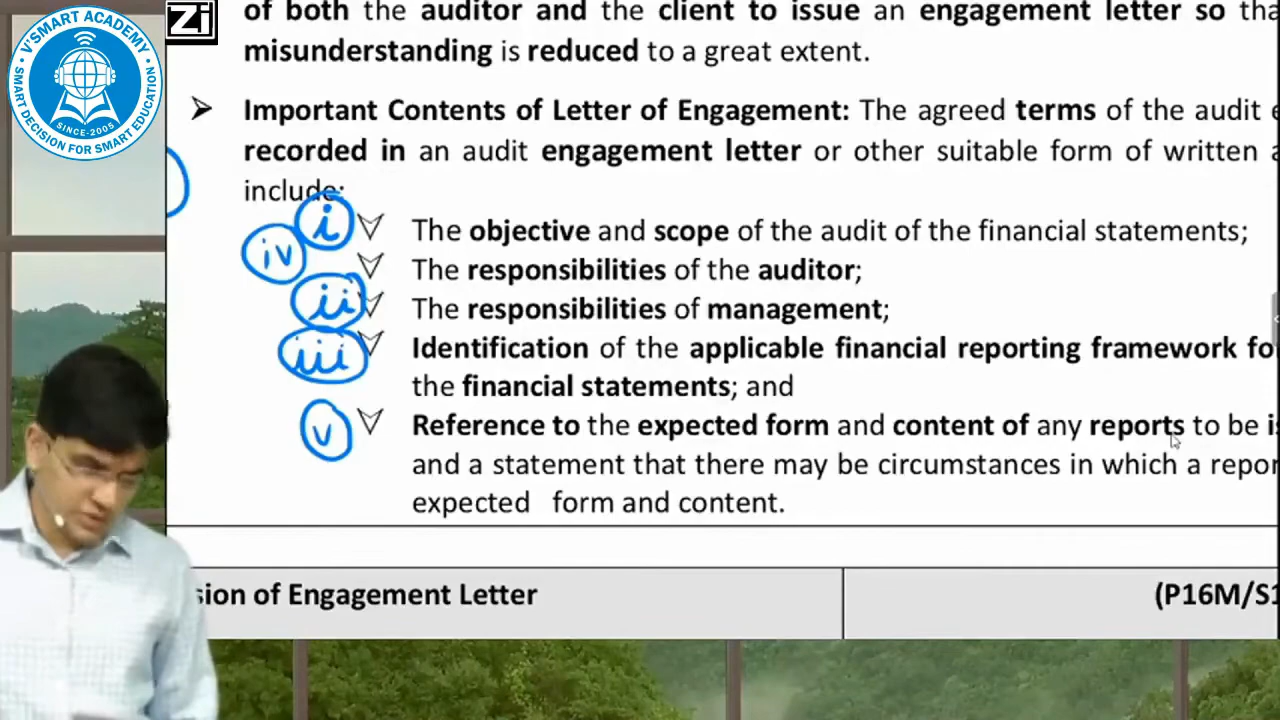 V'SMART ACADEMY
SMART DECISION FOR SMART EDUCATION
SINCE-2005
Zi
of both the auditor and the client to issue an engagement letter so
misunderstanding is reduced to a great extent.
Important Contents of Letter of Engagement: The agreed terms of the audit
recorded in an audit engagement letter or other suitable form of written
include:
i The objective and scope of the audit of the financial statements;
iv The responsibilities of the auditor;
ii The responsibilities of management;
iii Identification of the applicable financial reporting framework
the financial statements; and
v Reference to the expected form and content of any reports to be
and a statement that there may be circumstances in which a
expected form and content.
of Engagement Letter